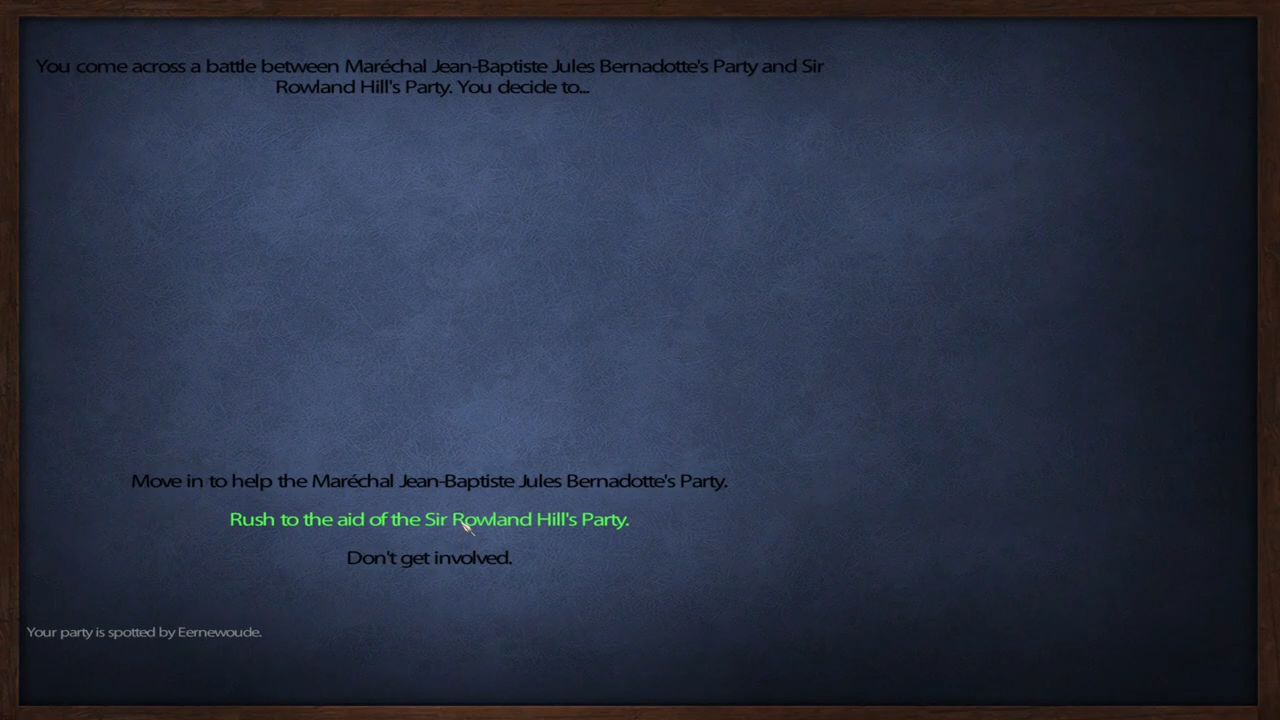 You come across a battle between Maréchal Jean-Baptiste Jules Bernadotte's Party and Sir
Rowland Hill's Party. You decide to...
Move in to help the Maréchal Jean-Baptiste Jules Bernadotte's Party.
Rush to the aid of the Sir Rowland Hill's Party.
Don't get involved.
Your party is spotted by Eernewoude.